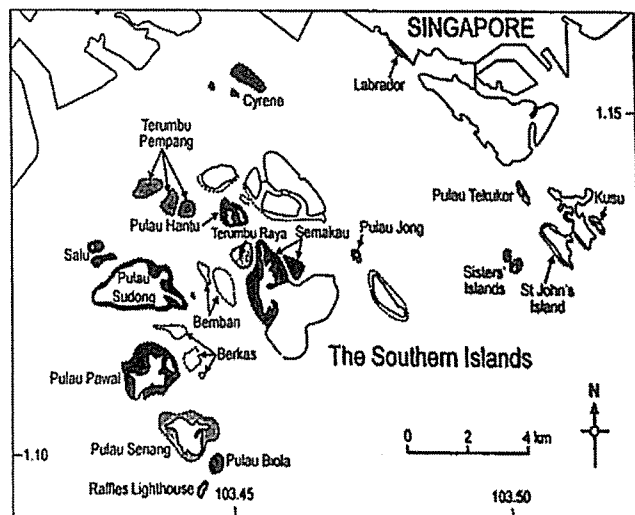 SINGAPORE
Labrador
Cyrene
1.15
Terumbu
Pempang
Pulau Tekukor
Kusu
Pulau Hantu
Terumbu Raya
Semakau
Pulau Jong
Salu
Pulau
Sudong
Sisters'
Islands
St John's
Island
Bemban
Berkas
The Southern Islands
Pulau Pawai
N
Pulau Senang
0 2 4 km
1.10
Pulau Biola
Raffles Lighthouse
103.45
103.50